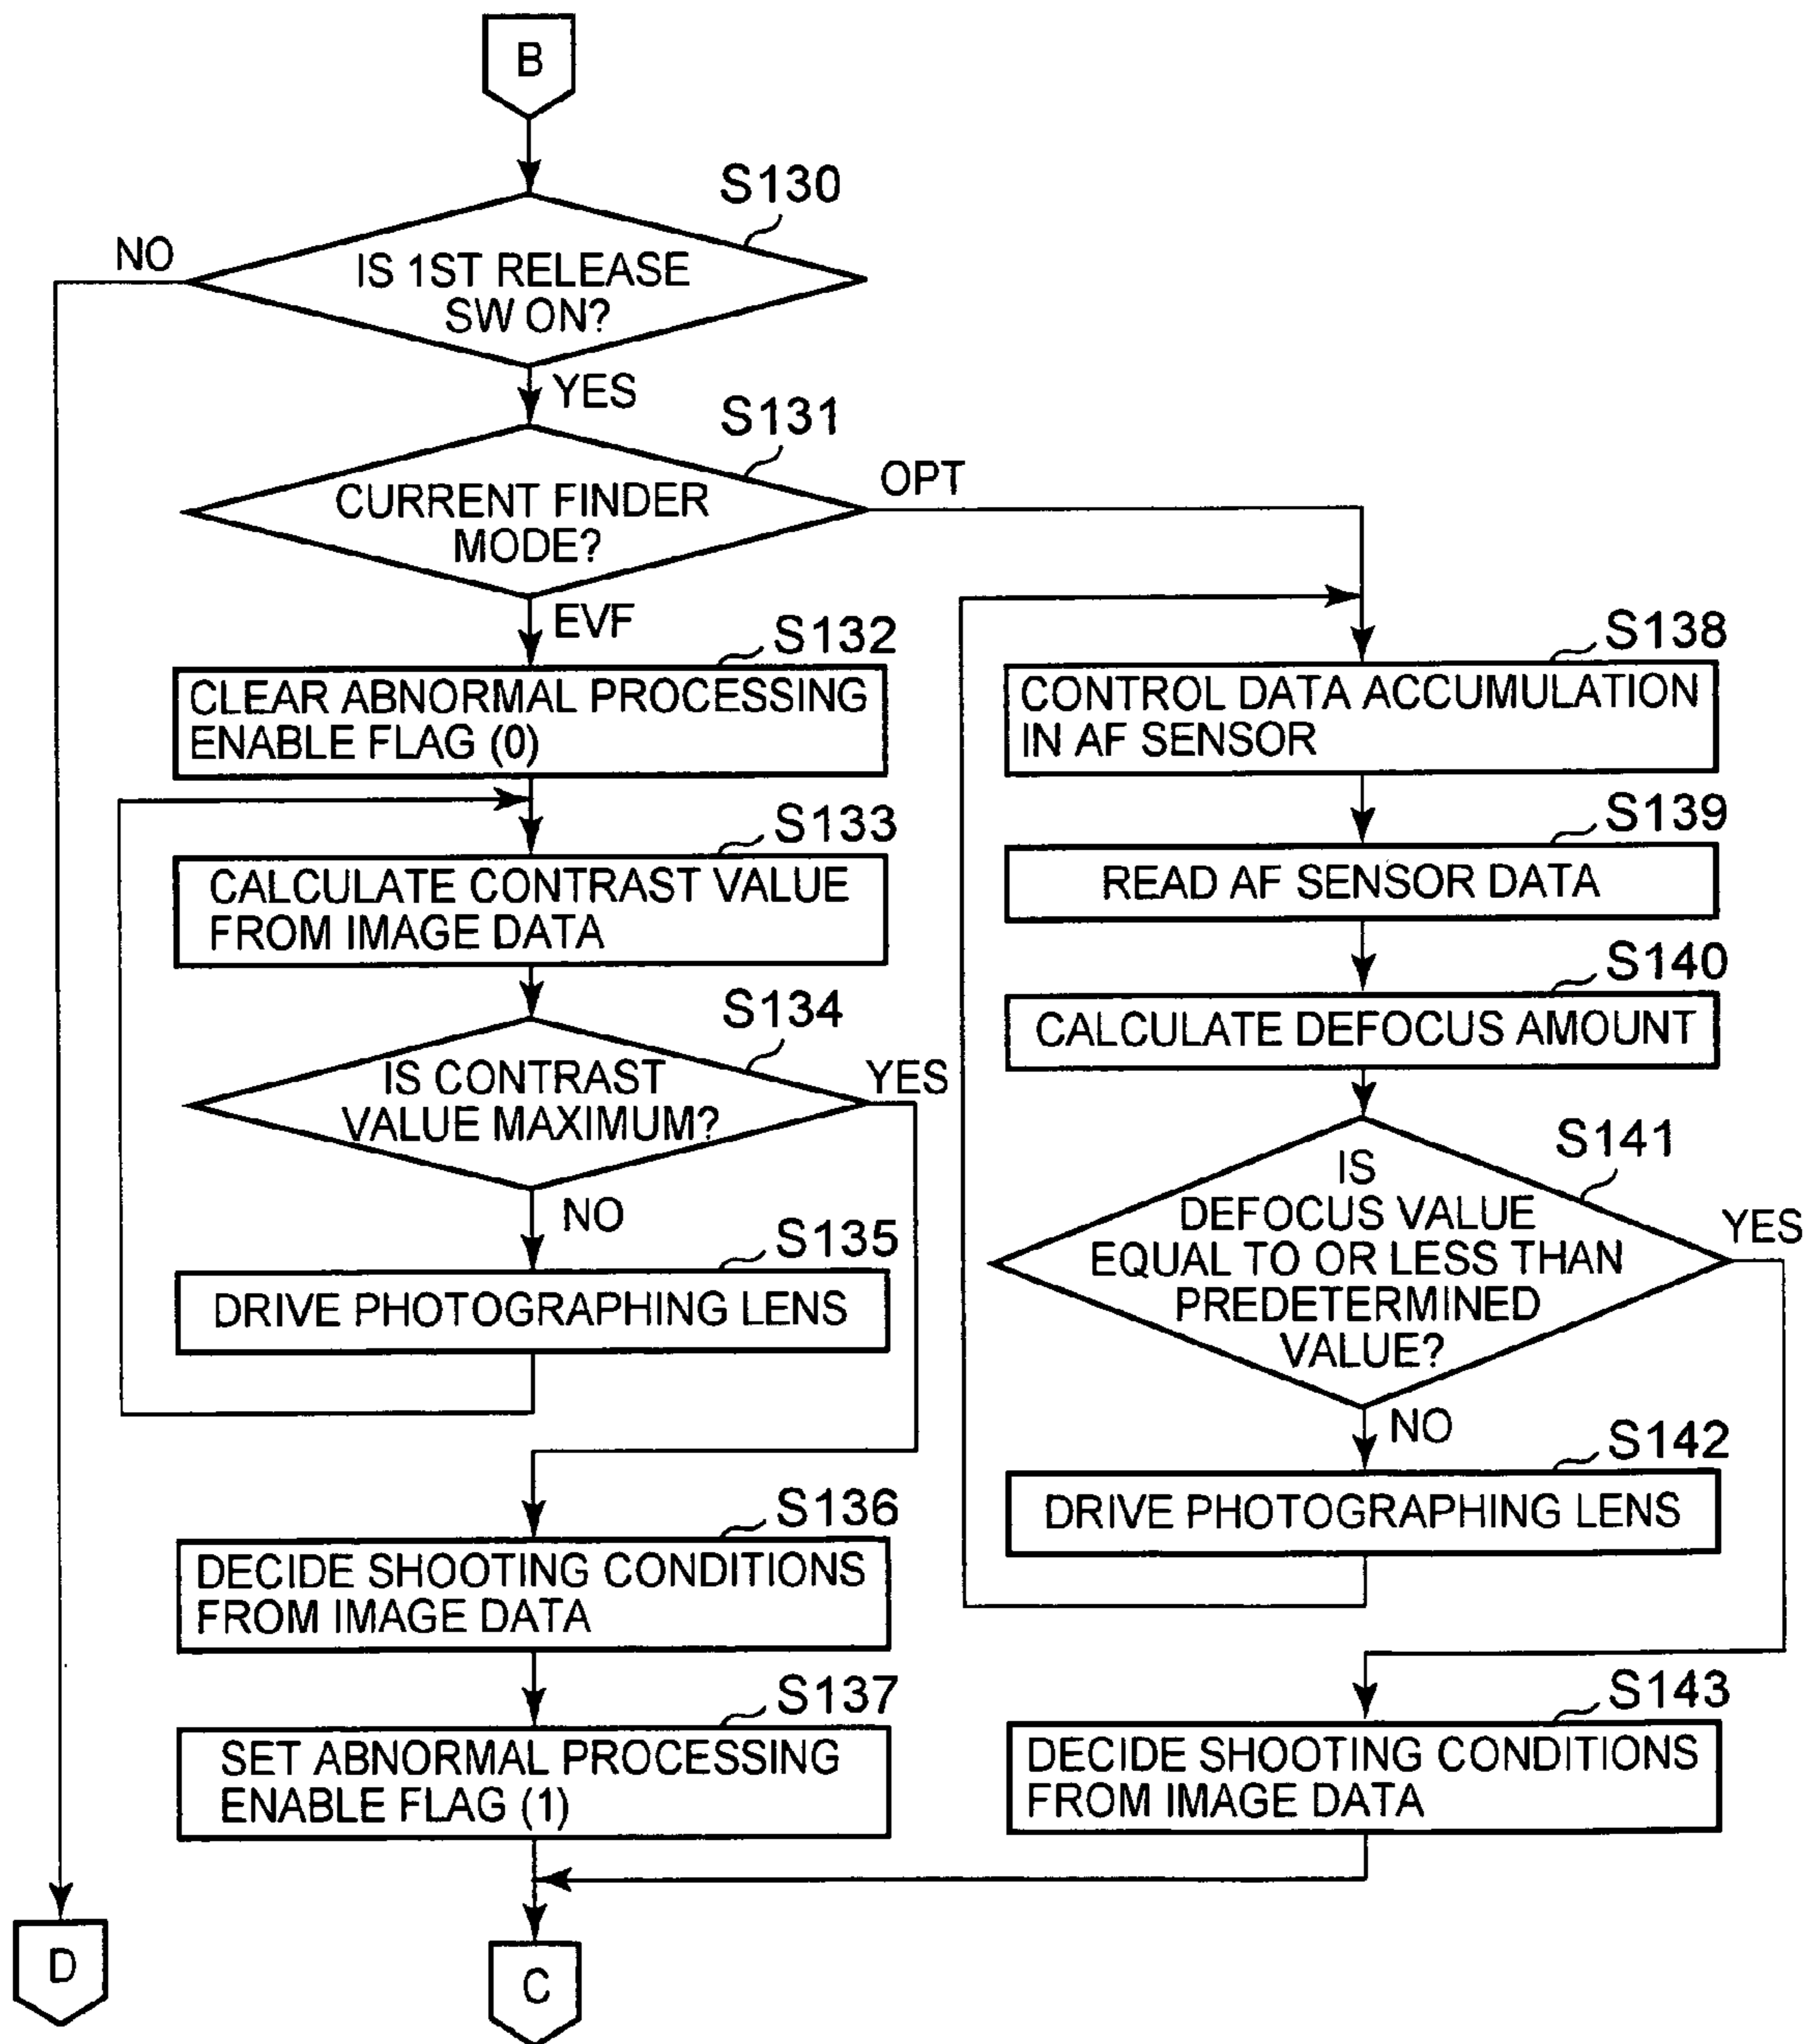 B
S130
NO
IS 1ST RELEASE
SW ON?
YES
S131
OPT
CURRENT FINDER
MODE?
EVF
S132
CLEAR ABNORMAL PROCESSING
ENABLE FLAG (0)
S133
CALCULATE CONTRAST VALUE
FROM IMAGE DATA
S134
IS CONTRAST
VALUE MAXIMUM?
YES
NO
S135
DRIVE PHOTOGRAPHING LENS
S136
DECIDE SHOOTING CONDITIONS
FROM IMAGE DATA
S137
SET ABNORMAL PROCESSING
ENABLE FLAG (1)
S138
CONTROL DATA ACCUMULATION
IN AF SENSOR
S139
READ AF SENSOR DATA
S140
CALCULATE DEFOCUS AMOUNT
S141
IS
DEFOCUS VALUE
EQUAL TO OR LESS THAN
PREDETERMINED
VALUE?
YES
NO
S142
DRIVE PHOTOGRAPHING LENS
S143
DECIDE SHOOTING CONDITIONS
FROM IMAGE DATA
D
C